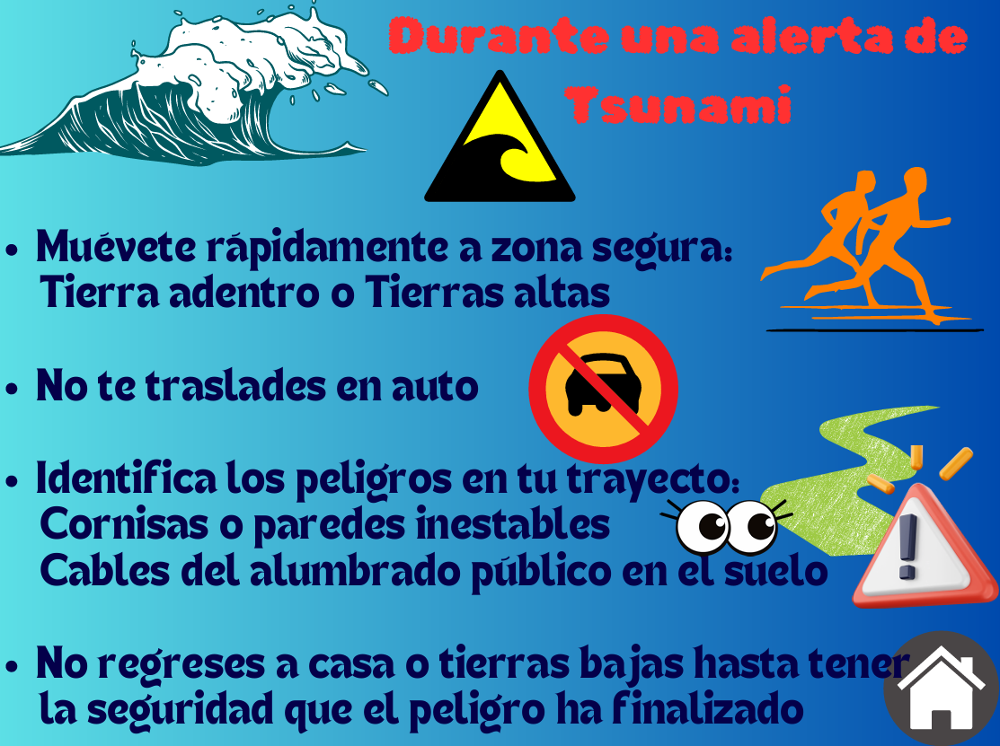 Durante una alerta de
Tsunami
• Muévete rápidamente a zona segura:
Tierra adentro o Tierras altas
• No te traslades en auto
• Identifica los peligros en tu trayecto:
Cornisas o paredes inestables
Cables del alumbrado público en el suelo
• No regreses a casa o tierras bajas hasta tener
la seguridad que el peligro ha finalizado